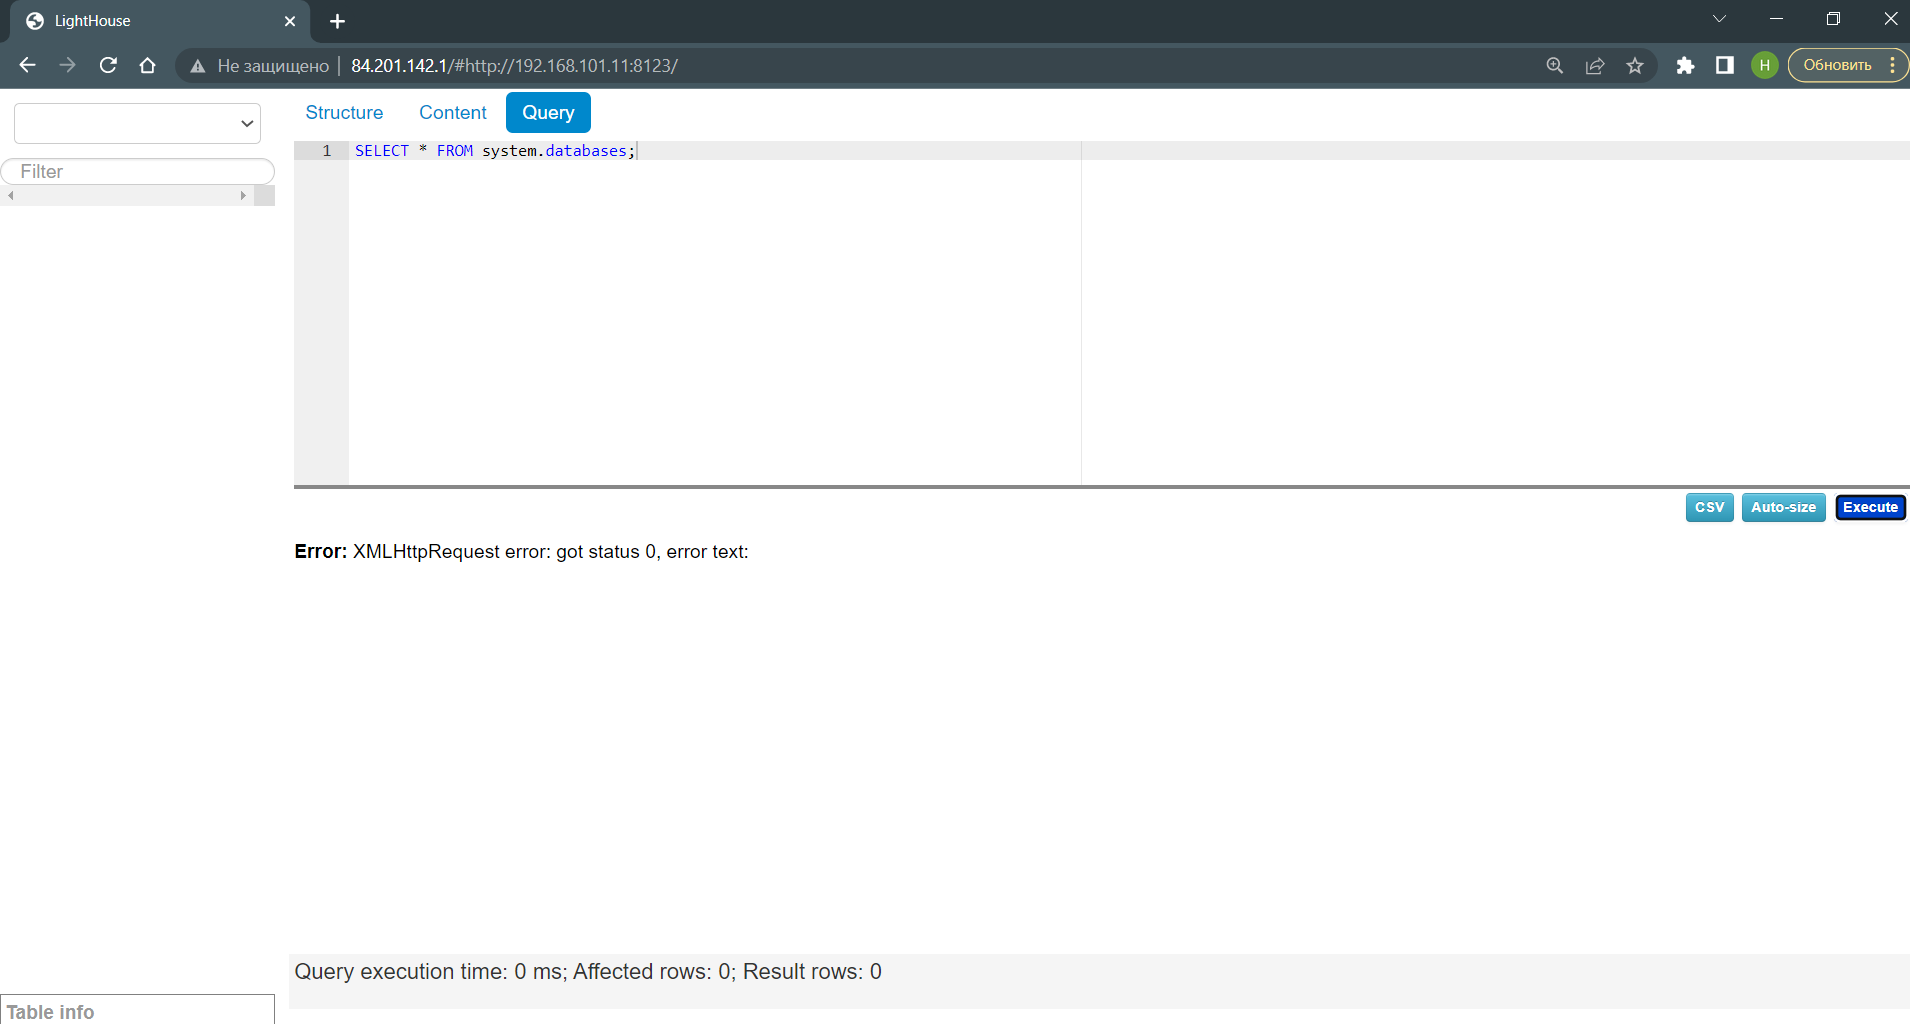 LightHouse
Не защищено 84.201.142.1/#http://192.168.101.11:8123/
H
Обновить
Structure Content Query
Filter
1 SELECT * FROM system.databases;
CSV Auto-size Execute
Error: XMLHttpRequest error: got status 0, error text:
Query execution time: 0 ms; Affected rows: 0; Result rows: 0
Table info